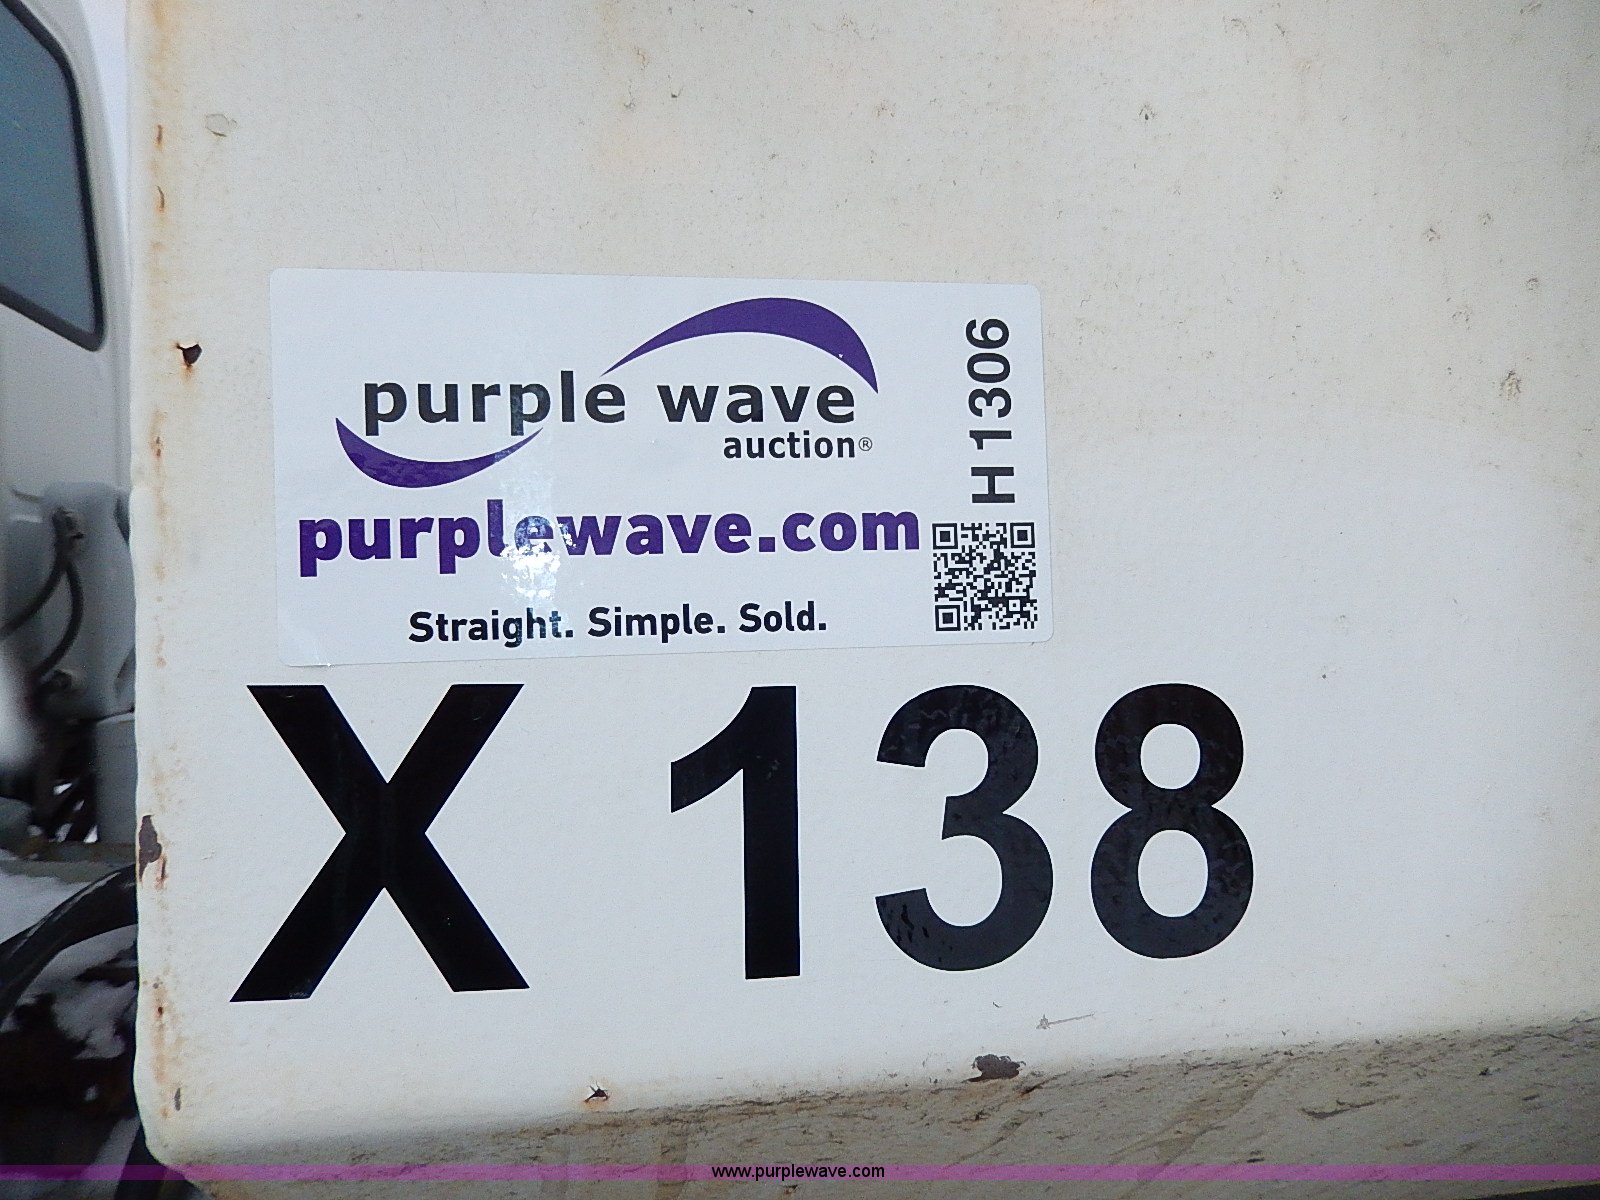 purple wave
auction®
purplewave.com
Straight. Simple. Sold.
H1306
X 138
www.purplewave.com